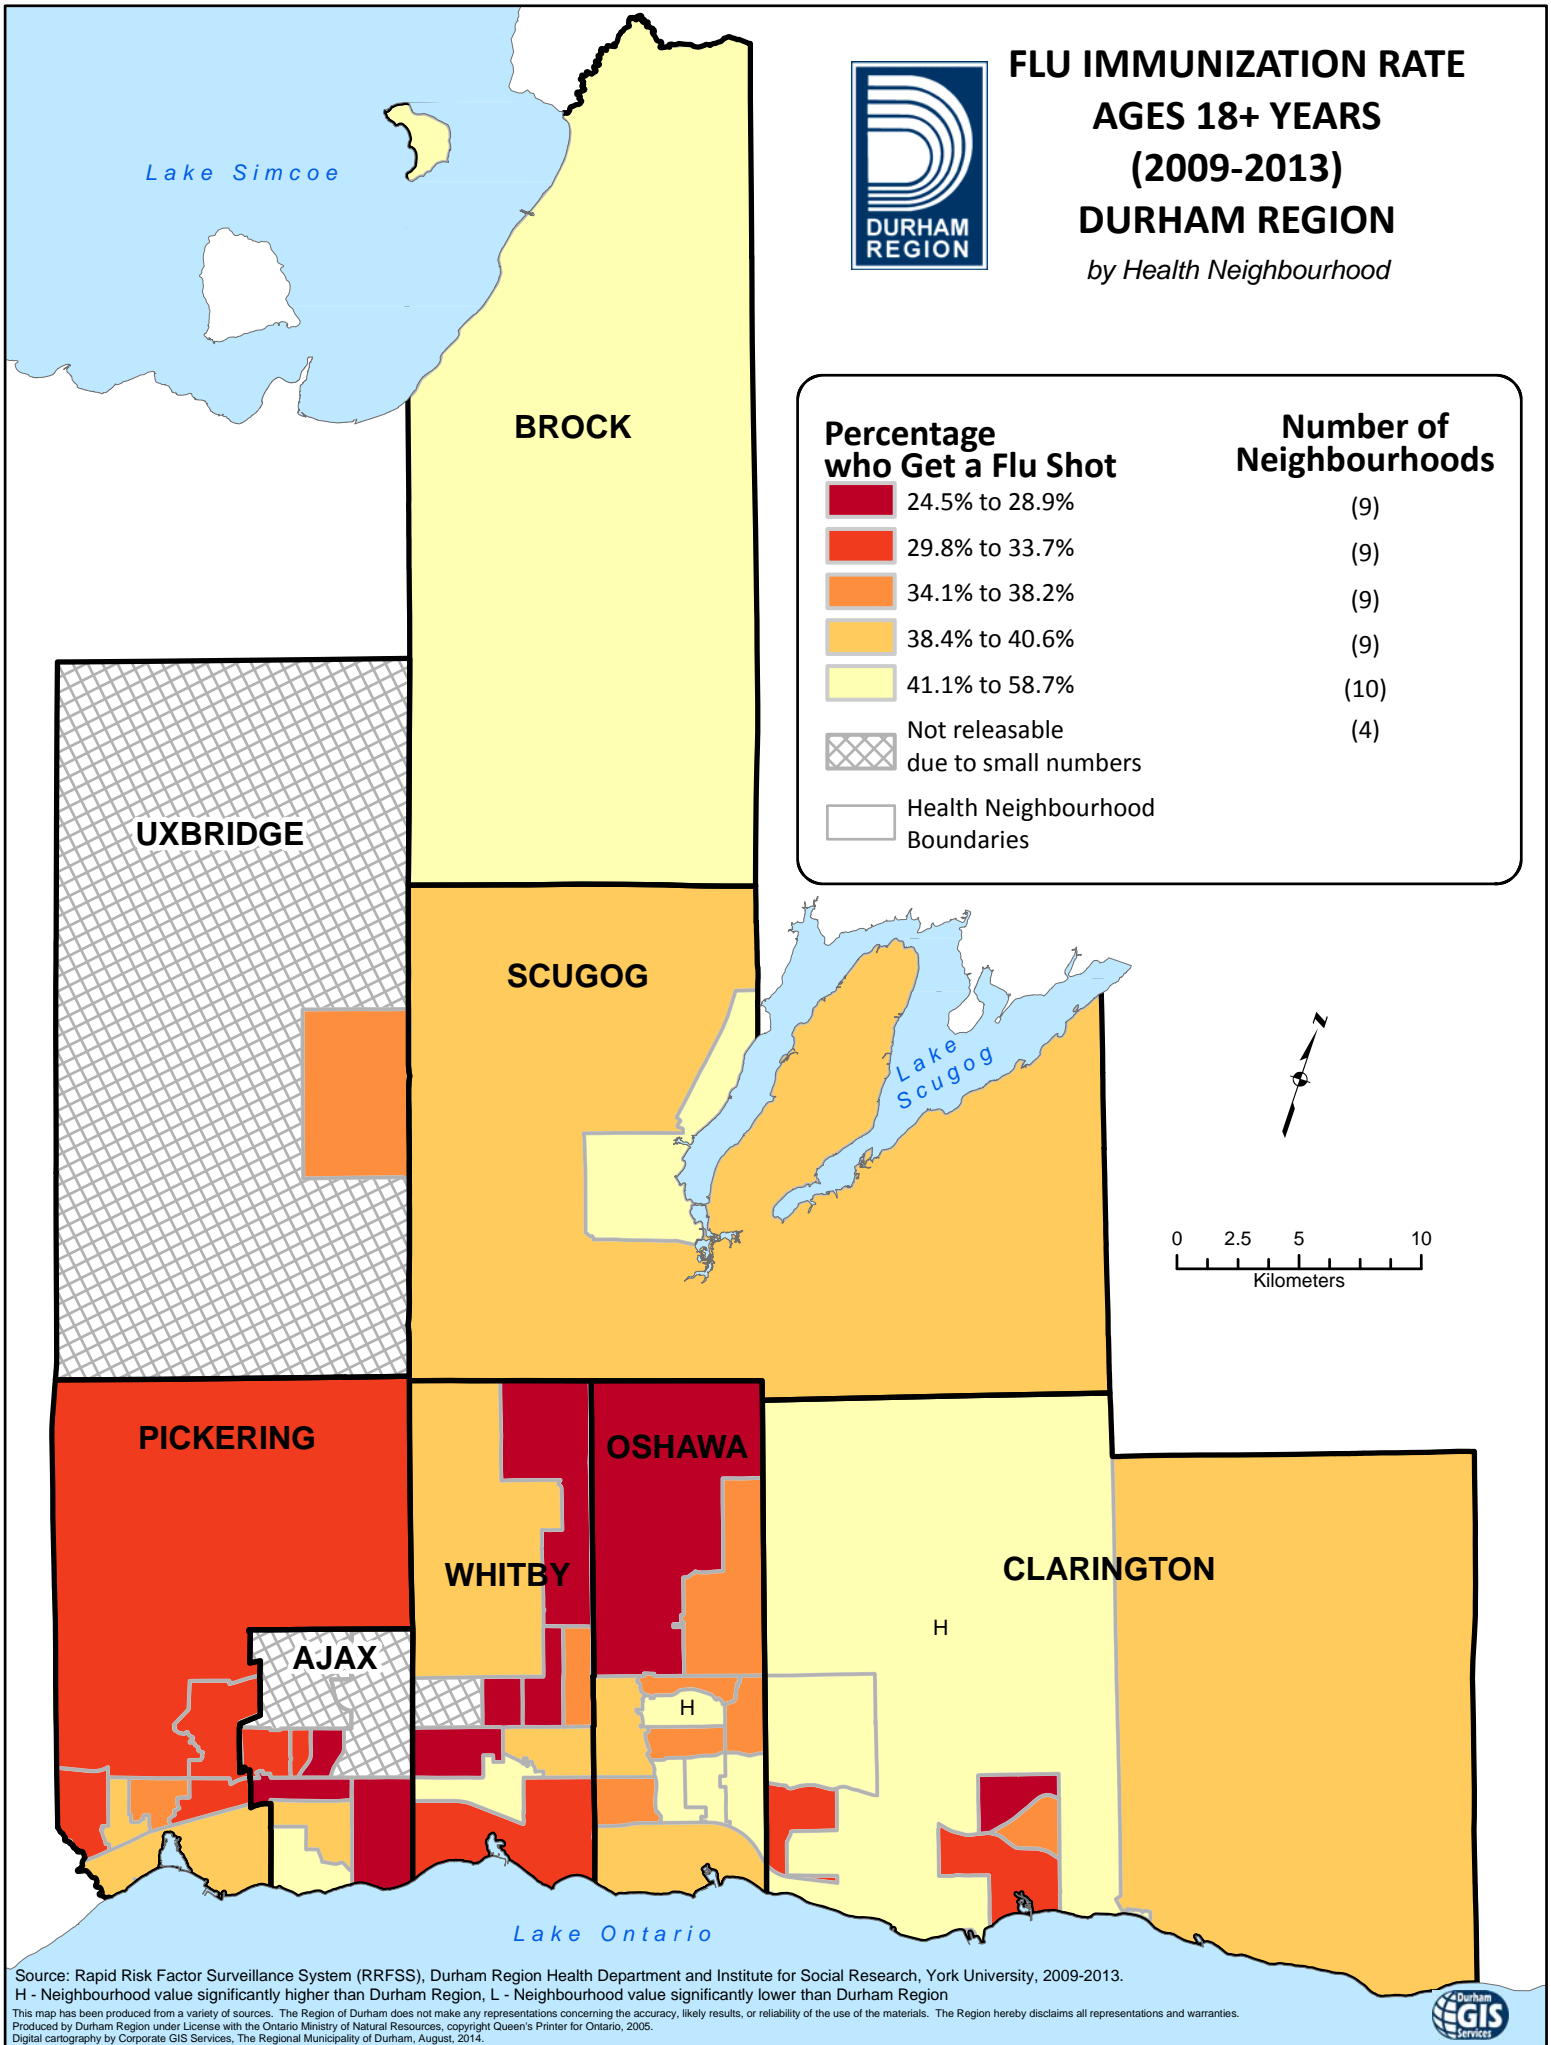 FLU IMMUNIZATION RATE
AGES 18+ YEARS
(2009-2013)
DURHAM REGION
by Health Neighbourhood
DURHAM
REGION
Lake Simcoe
BROCK
Percentage
who Get a Flu Shot
Number of
Neighbourhoods
24.5% to 28.9% (9)
29.8% to 33.7% (9)
34.1% to 38.2% (9)
38.4% to 40.6% (9)
41.1% to 58.7% (10)
Not releasable (4)
due to small numbers
Health Neighbourhood
Boundaries
UXBRIDGE
SCUGOG
Lake
Scugog
N
0 2.5 5 10
Kilometers
PICKERING
OSHAWA
WHITBY
CLARINGTON
H
AJAX
H
Lake Ontario
Source: Rapid Risk Factor Surveillance System (RRFSS), Durham Region Health Department and Institute for Social Research, York University, 2009-2013.
H - Neighbourhood value significantly higher than Durham Region, L - Neighbourhood value significantly lower than Durham Region
This map has been produced from a variety of sources. The Region of Durham does not make any representations concerning the accuracy, likely results, or reliability of the use of the materials. The Region hereby disclaims all representations and warranties.
Produced by Durham Region under License with the Ontario Ministry of Natural Resources, copyright Queen's Printer for Ontario, 2005.
Digital cartography by Corporate GIS Services, The Regional Municipality of Durham, August, 2014.
Durham
GIS
Services